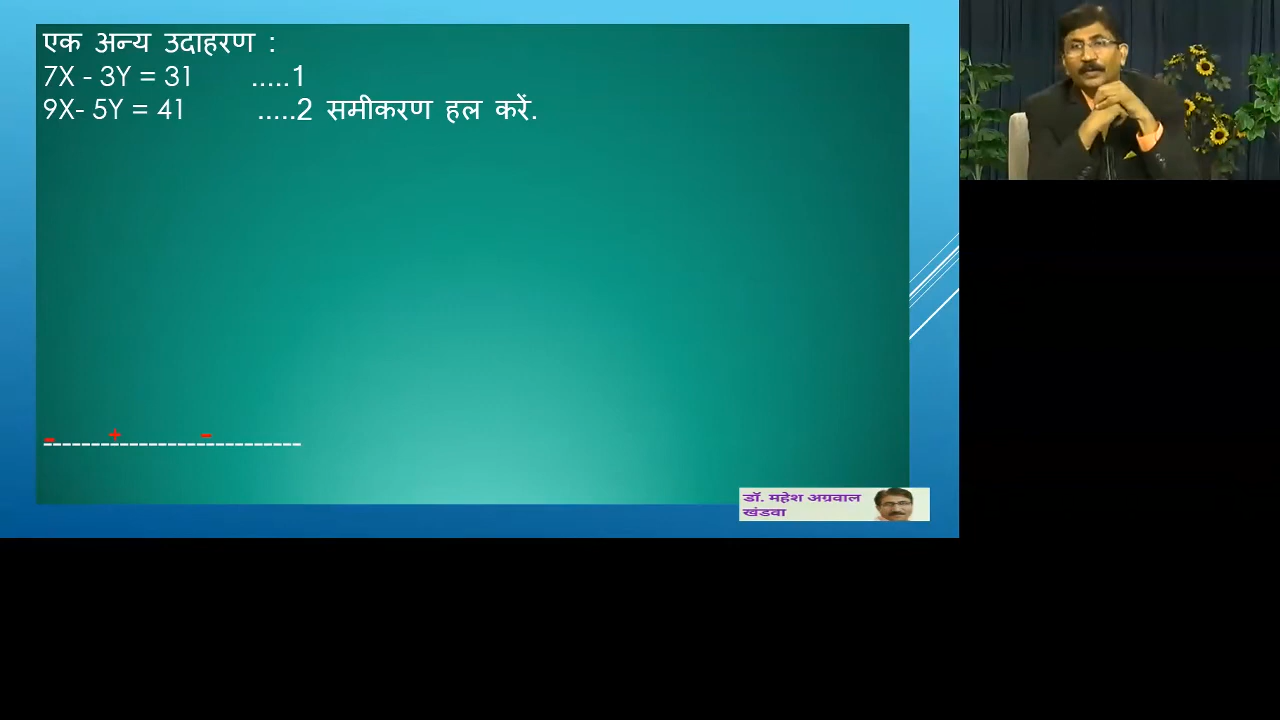 एक अन्य उदाहरण :
7X - 3Y = 31 .....1
9X- 5Y = 41 .....2 समीकरण हल करें.
- + -
---------------------------
डॉ. महेश अग्रवाल
खंडवा